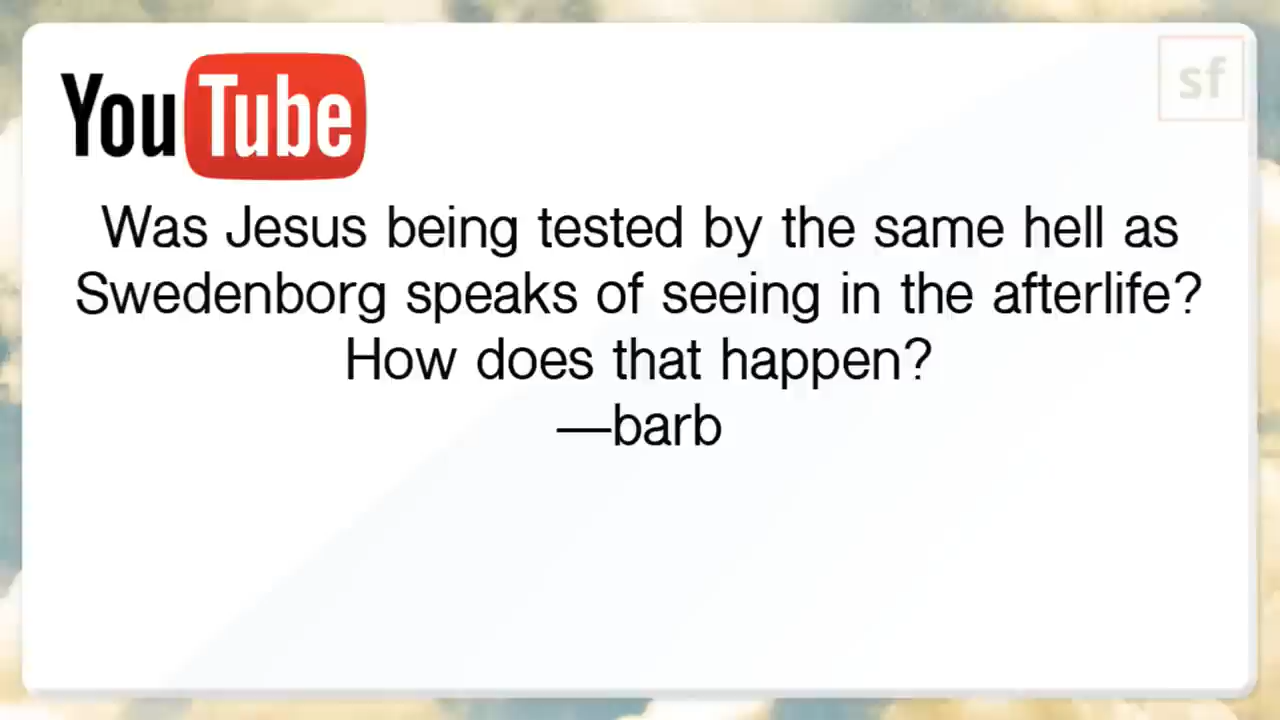 YouTube
sf
Was Jesus being tested by the same hell as
Swedenborg speaks of seeing in the afterlife?
How does that happen?
—barb